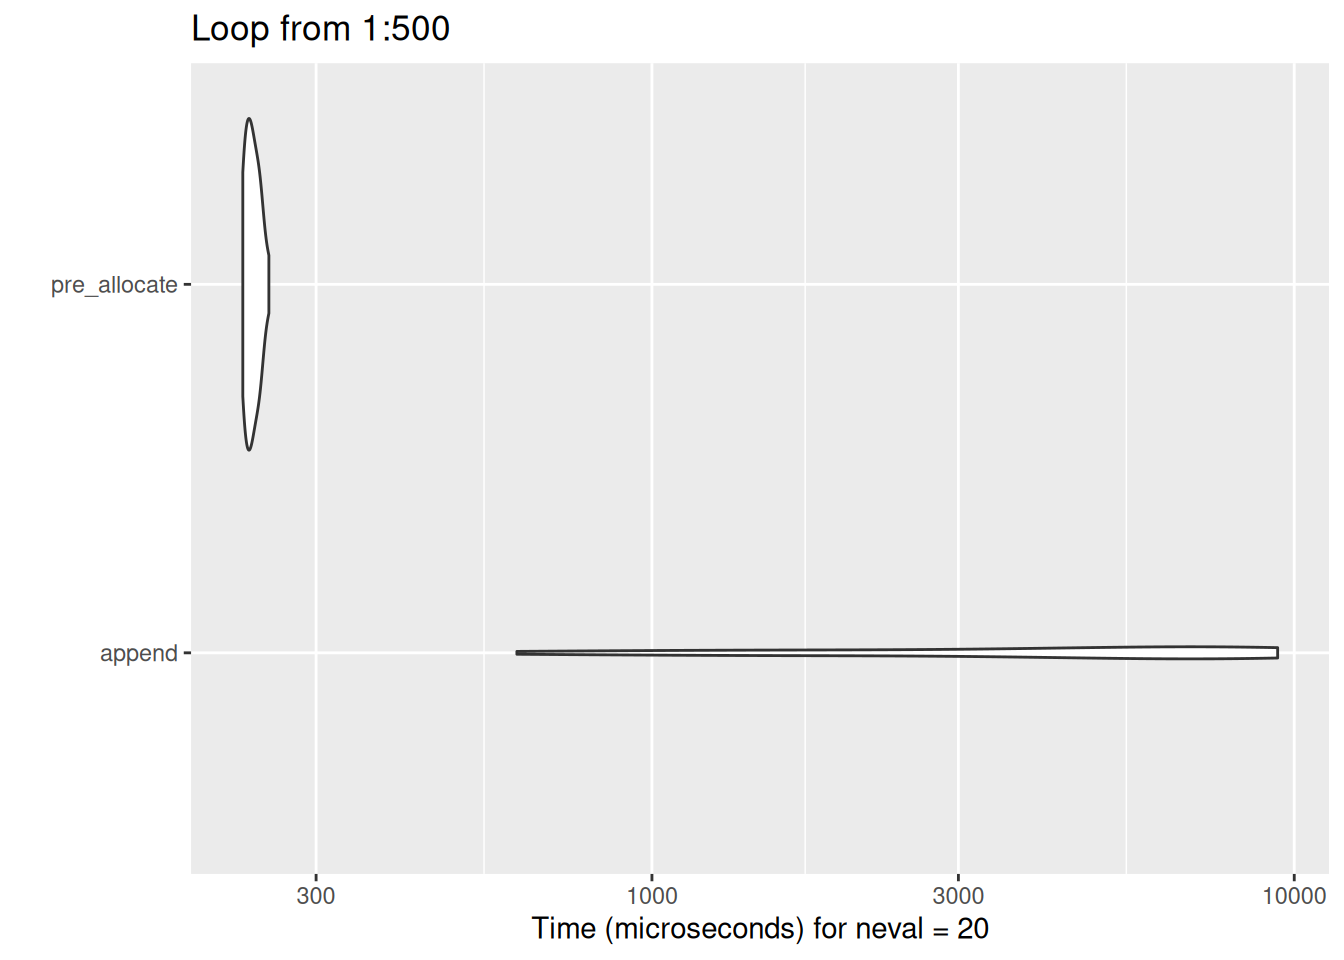 Loop from 1:500
pre_allocate
append
300 1000 3000 10000
Time (microseconds) for neval = 20